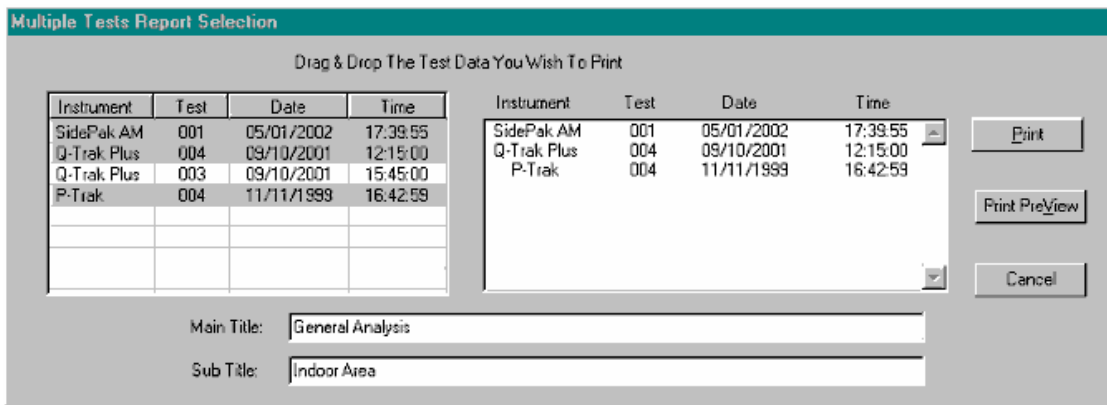 Multiple Tests Report Selection
Drag & Drop The Test Data You Wish To Print
Instrument Test Date Time
SidePak AM 001 05/01/2002 17:39:55
Q-Trak Plus 004 09/10/2001 12:15:00
Q-Trak Plus 003 09/10/2001 15:45:00
P-Trak 004 11/11/1999 16:42:59
Instrument Test Date Time
SidePak AM 001 05/01/2002 17:39:55
Q-Trak Plus 004 09/10/2001 12:15:00
P-Trak 004 11/11/1999 16:42:59
Print
Print PreView
Cancel
Main Title: General Analysis
Sub Title: Indoor Area